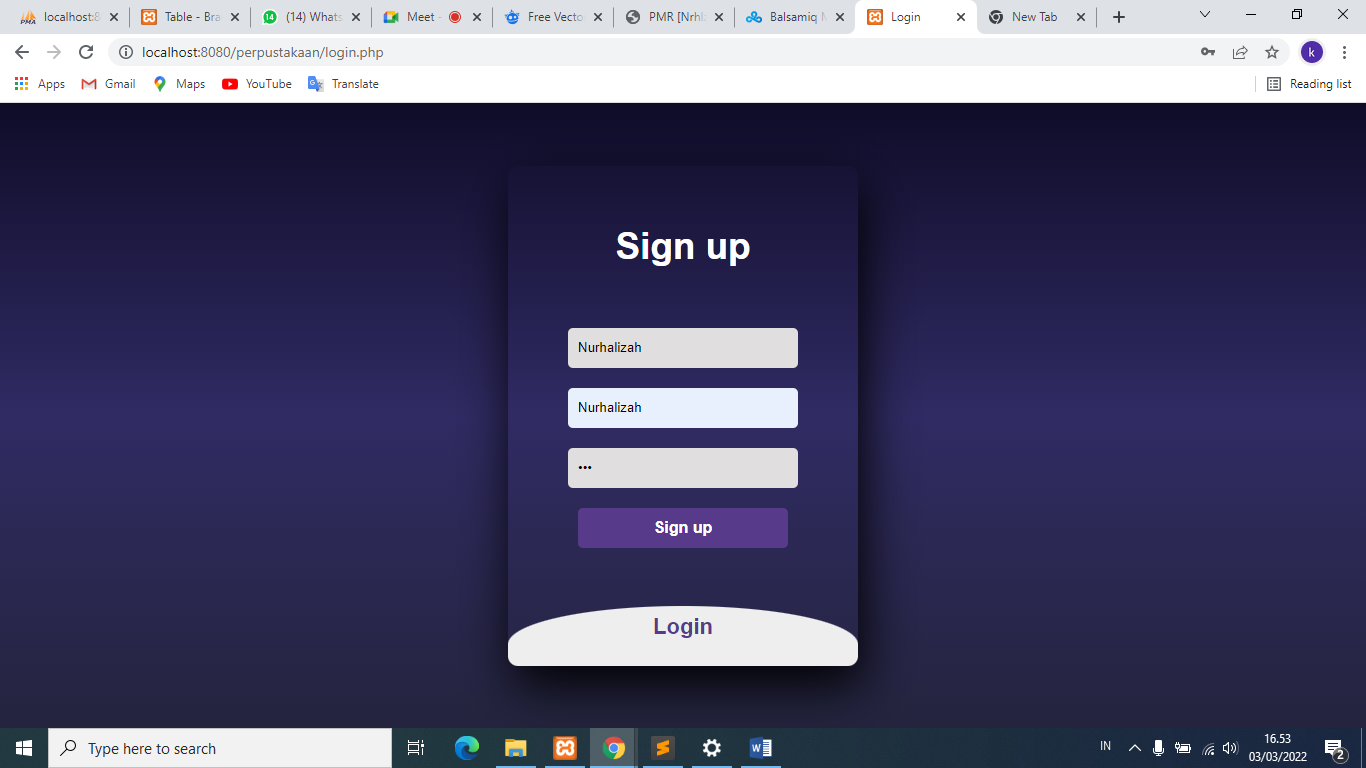 localhost:8
Table - Bra
(14) Whats
Meet -
Free Vecto
PMR [Nrhl
Balsamiq
Login
New Tab
localhost:8080/perpustakaan/login.php
k
Apps
Gmail
Maps
YouTube
Translate
Reading list
Sign up
Nurhalizah
Nurhalizah
•••
Sign up
Login
Type here to search
IN
16.53
03/03/2022
2